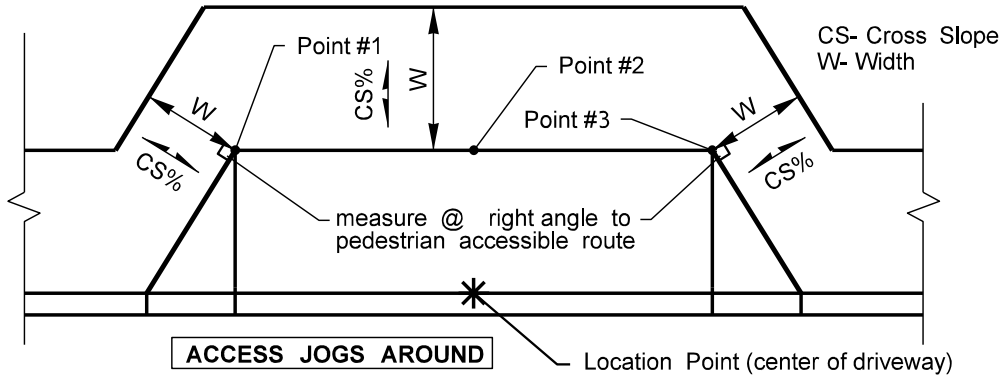 CS- Cross Slope
W- Width
Point #1
W
CS%
Point #2
W
W
Point #3
CS%
CS%
measure @ right angle to
pedestrian accessible route
ACCESS JOGS AROUND
Location Point (center of driveway)